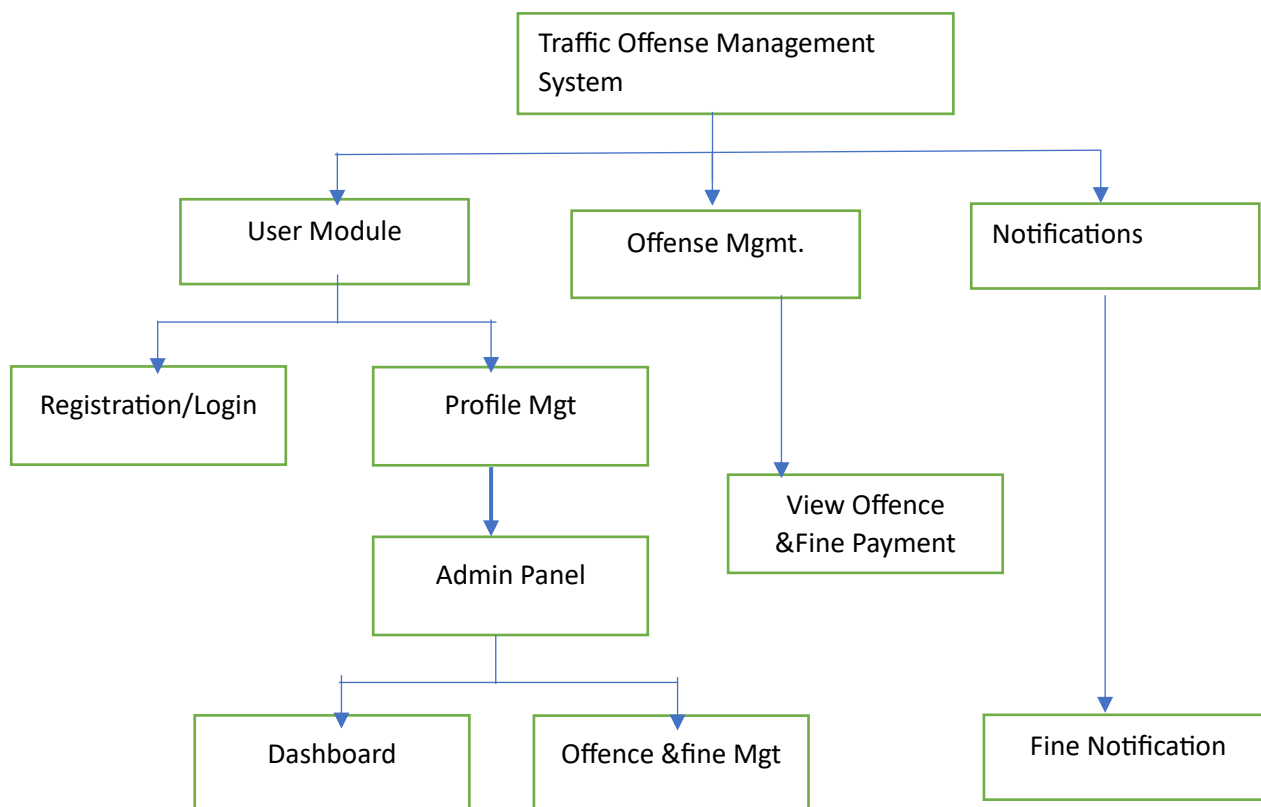 Traffic Offense Management
System
User Module
Offense Mgmt.
Notifications
Registration/Login
Profile Mgt
View Offence
&Fine Payment
Admin Panel
Dashboard
Offence &fine Mgt
Fine Notification